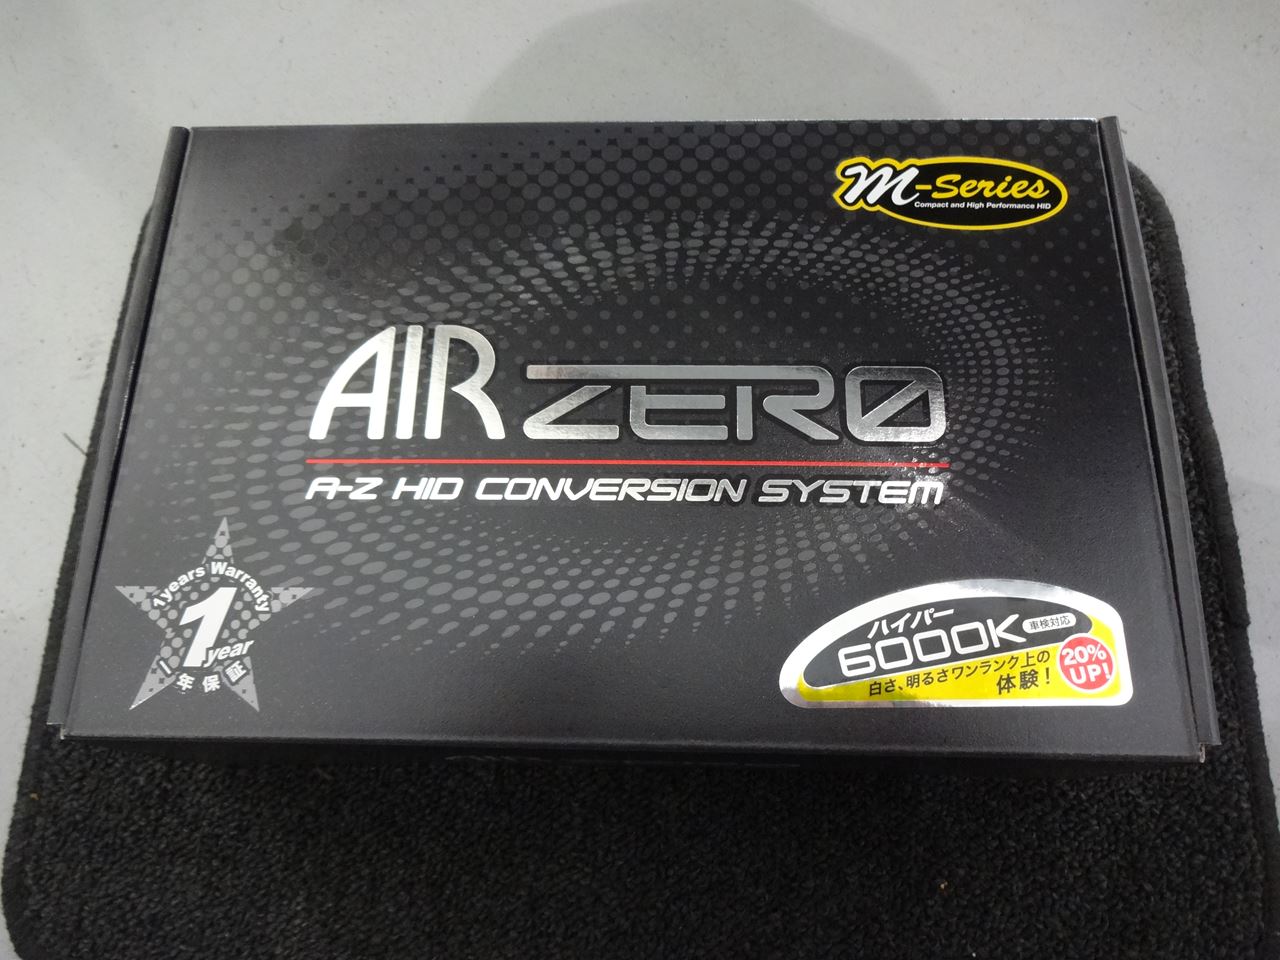 m-Series
Compact and High Performance HID
AIR ZERO
A-Z HID CONVERSION SYSTEM
1years Warranty
1year
一年保証
ハイパー
6000K 車検対応
白さ、明るさワンランク上の
体験!
20%
UP!